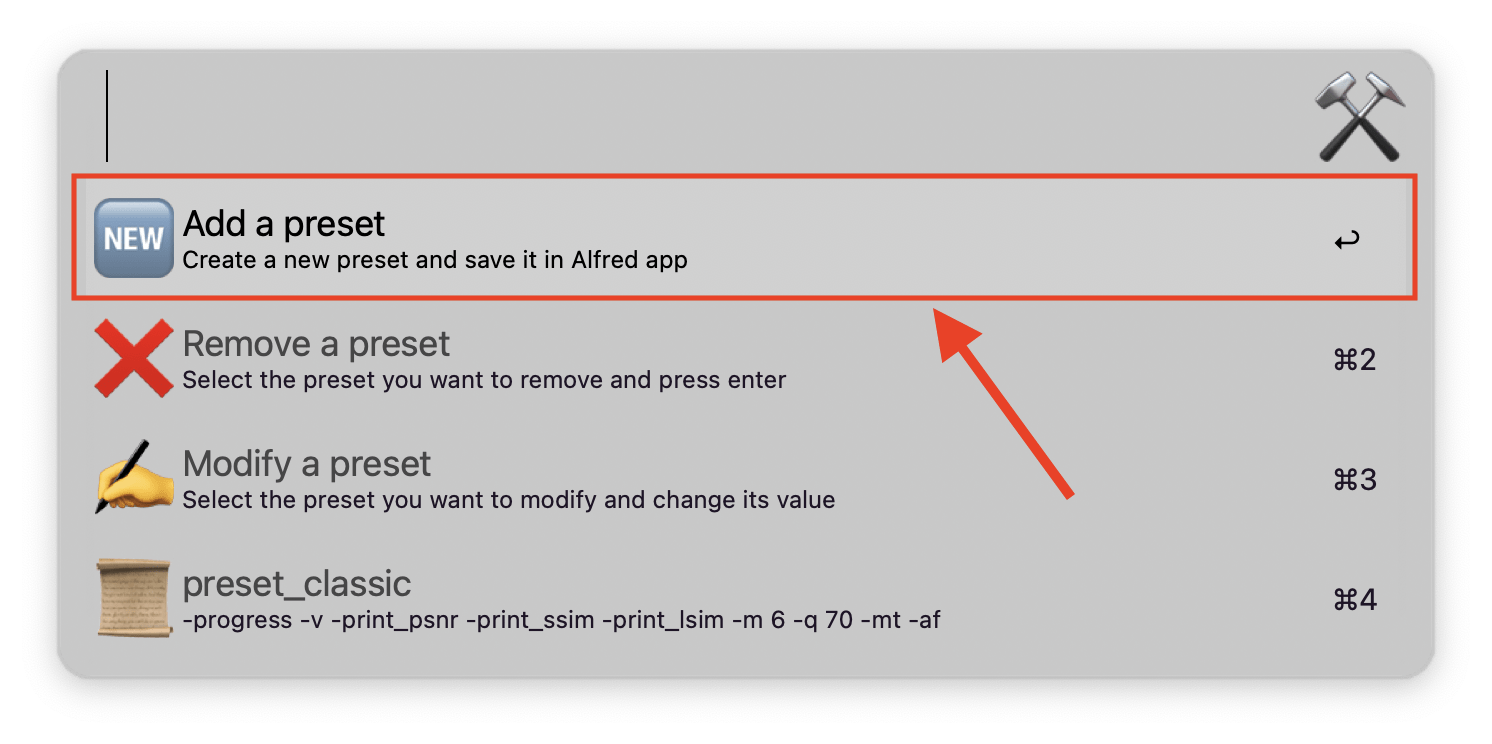 NEW
Add a preset
Create a new preset and save it in Alfred app
↩
Remove a preset
Select the preset you want to remove and press enter
⌘2
Modify a preset
Select the preset you want to modify and change its value
⌘3
preset_classic
-progress -v -print_psnr -print_ssim -print_lsim -m 6 -q 70 -mt -af
⌘4